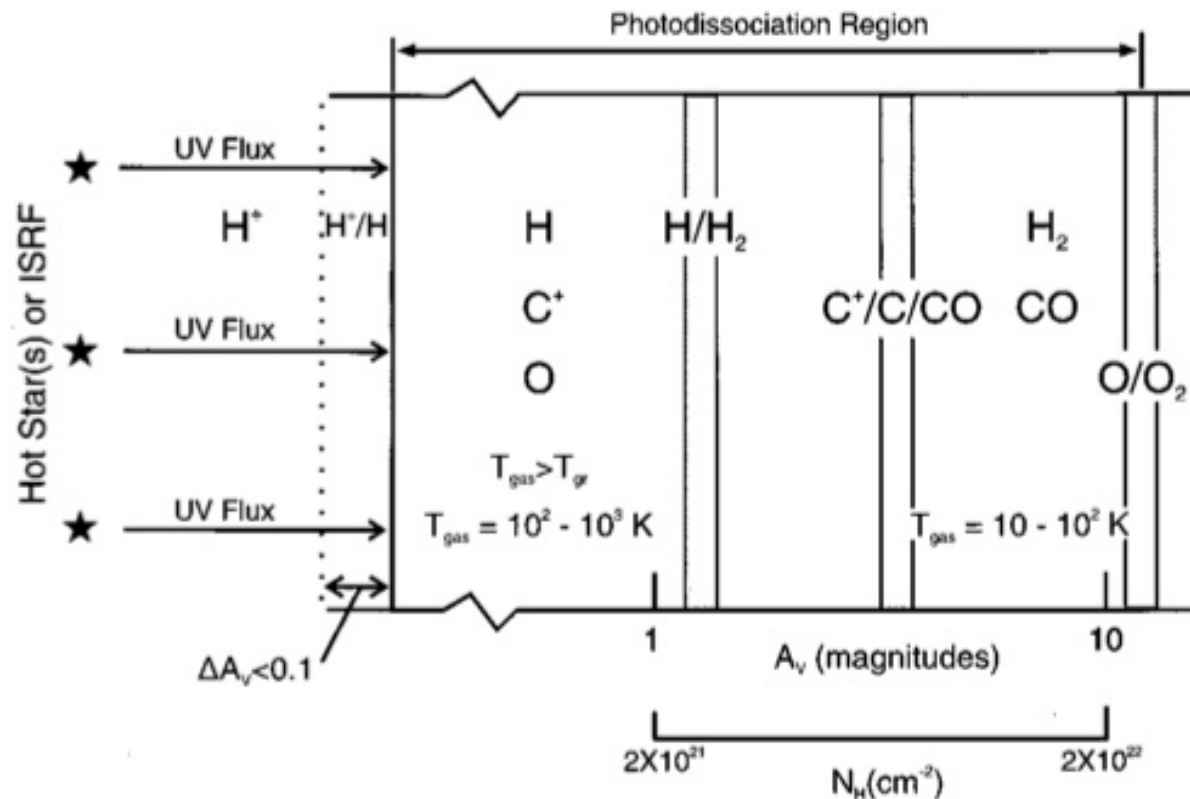 Photodissociation Region
Hot Star(s) or ISRF
UV Flux
H⁺
H⁺/H
H
H/H₂
H₂
C⁺
C⁺/C/CO
CO
UV Flux
O
O/O₂
T_gas>T_gr
UV Flux
T_gas = 10² - 10³ K
T_gas = 10 - 10² K
ΔA_v<0.1
1
A_v (magnitudes)
10
2X10²¹
N_H(cm⁻²)
2X10²²